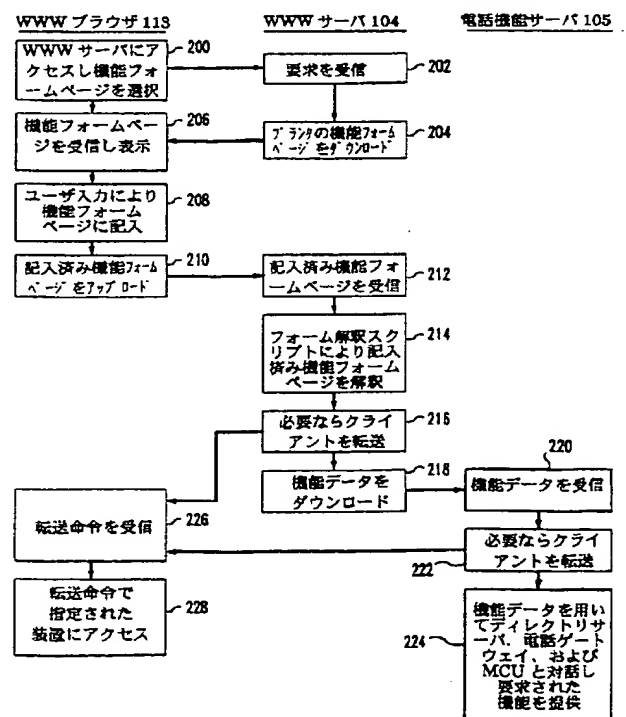 WWW ブラウザ 113
WWW サーバ 104
電話機能サーバ 105
WWW サーバにア
クセスし機能フォ
ームページを選択
200
要求を受信
202
機能フォームペー
ジを受信し表示
206
ブランクの機能フォーム
ページをダウンロード
204
ユーザ入力により
機能フォーム
ページに記入
208
記入済み機能フォーム
ページをアップロード
210
記入済み機能フォ
ームページを受信
212
フォーム解釈スク
リプトにより記入
済み機能フォーム
ページを解釈
214
必要ならクライ
アントを転送
216
機能データを
ダウンロード
218
220
機能データを受信
転送命令を受信
226
必要ならクライ
アントを転送
222
転送命令で
指定された
装置にアクセス
228
機能データを用い
てディレクトリサ
ーバ、電話ゲート
ウェイ、および
MCU と対話し
要求された
機能を提供
224